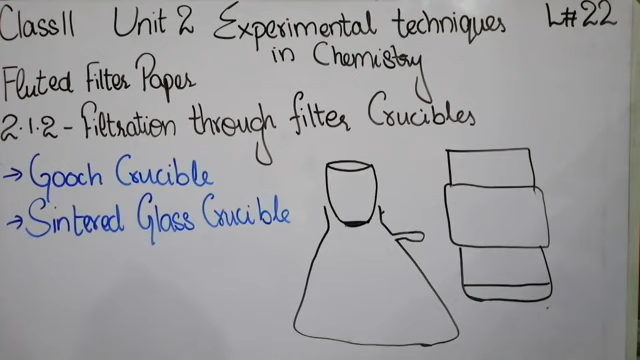 Class11 Unit 2 Experimental techniques L#22
in Chemistry
Fluted Filter Paper
2.1.2 - Filtration through filter Crucibles
→ Gooch Crucible
→ Sintered Glass Crucible